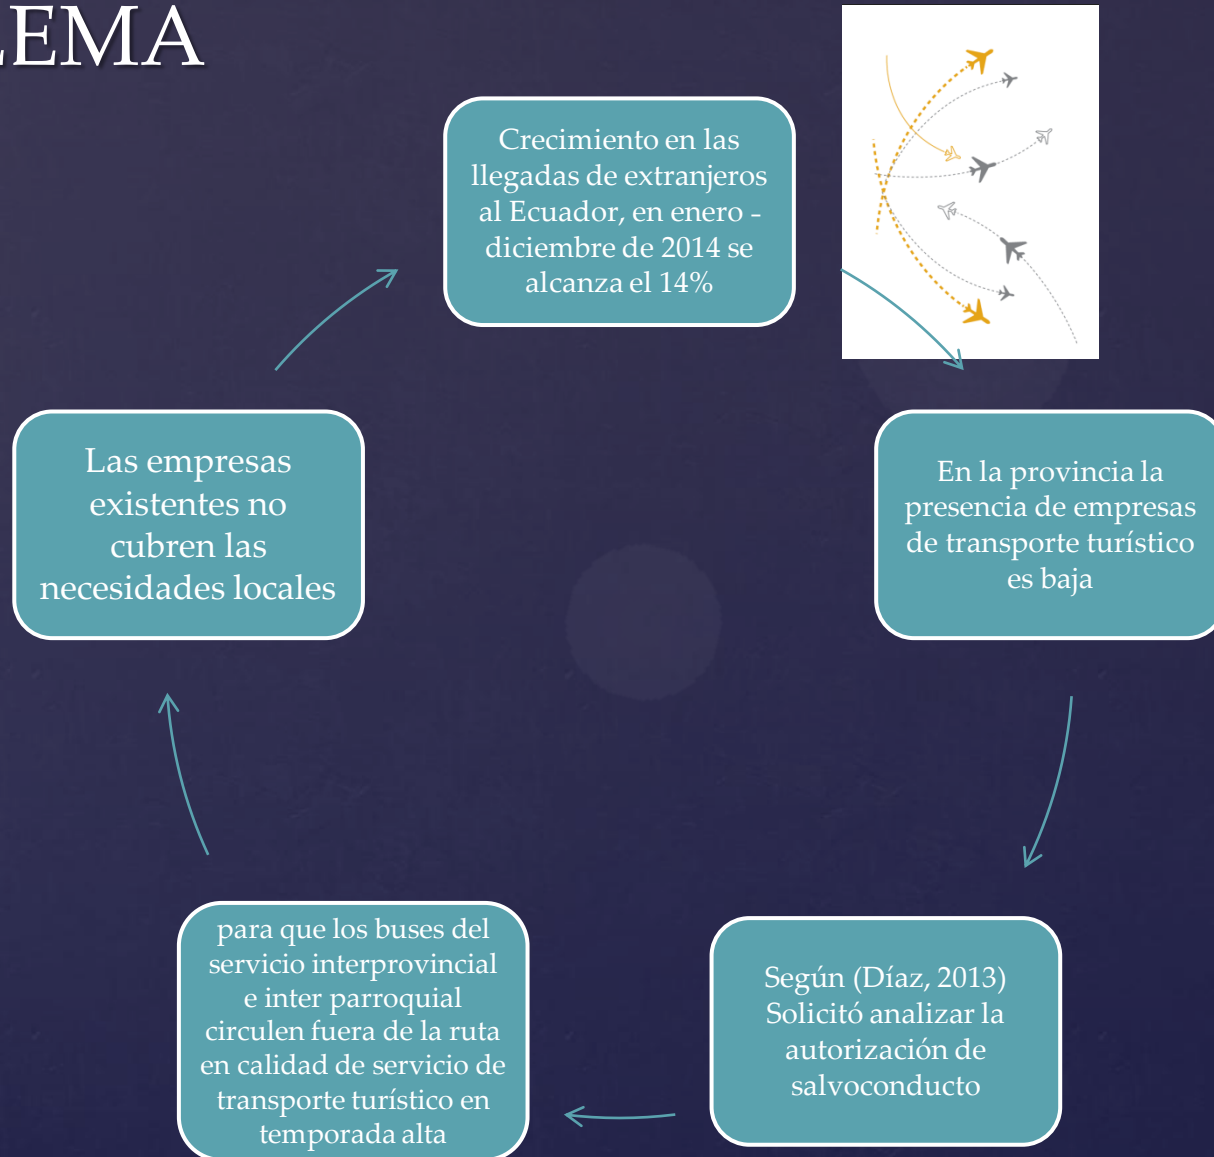 LEMA
Crecimiento en las
llegadas de extranjeros
al Ecuador, en enero -
diciembre de 2014 se
alcanza el 14%
En la provincia la
presencia de empresas
de transporte turístico
es baja
Según (Díaz, 2013)
Solicitó analizar la
autorización de
salvoconducto
para que los buses del
servicio interprovincial
e inter parroquial
circulen fuera de la ruta
en calidad de servicio de
transporte turístico en
temporada alta
Las empresas
existentes no
cubren las
necesidades locales